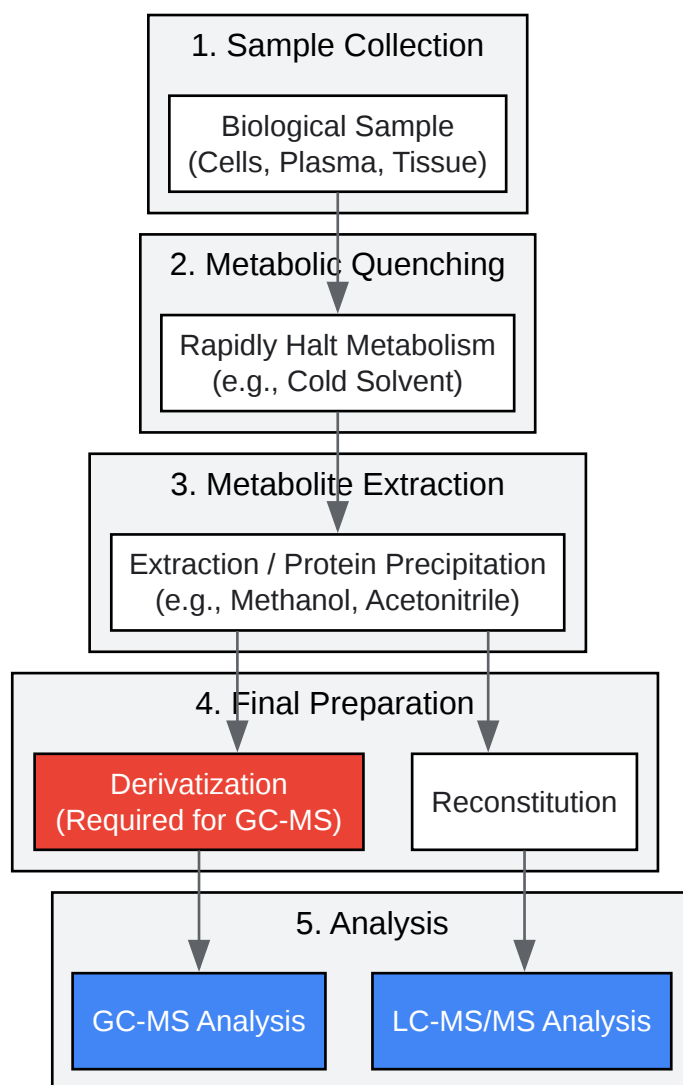 1. Sample Collection
Biological Sample
(Cells, Plasma, Tissue)
2. Metabolic Quenching
Rapidly Halt Metabolism
(e.g., Cold Solvent)
3. Metabolite Extraction
Extraction / Protein Precipitation
(e.g., Methanol, Acetonitrile)
4. Final Preparation
Derivatization
(Required for GC-MS)
Reconstitution
5. Analysis
GC-MS Analysis
LC-MS/MS Analysis